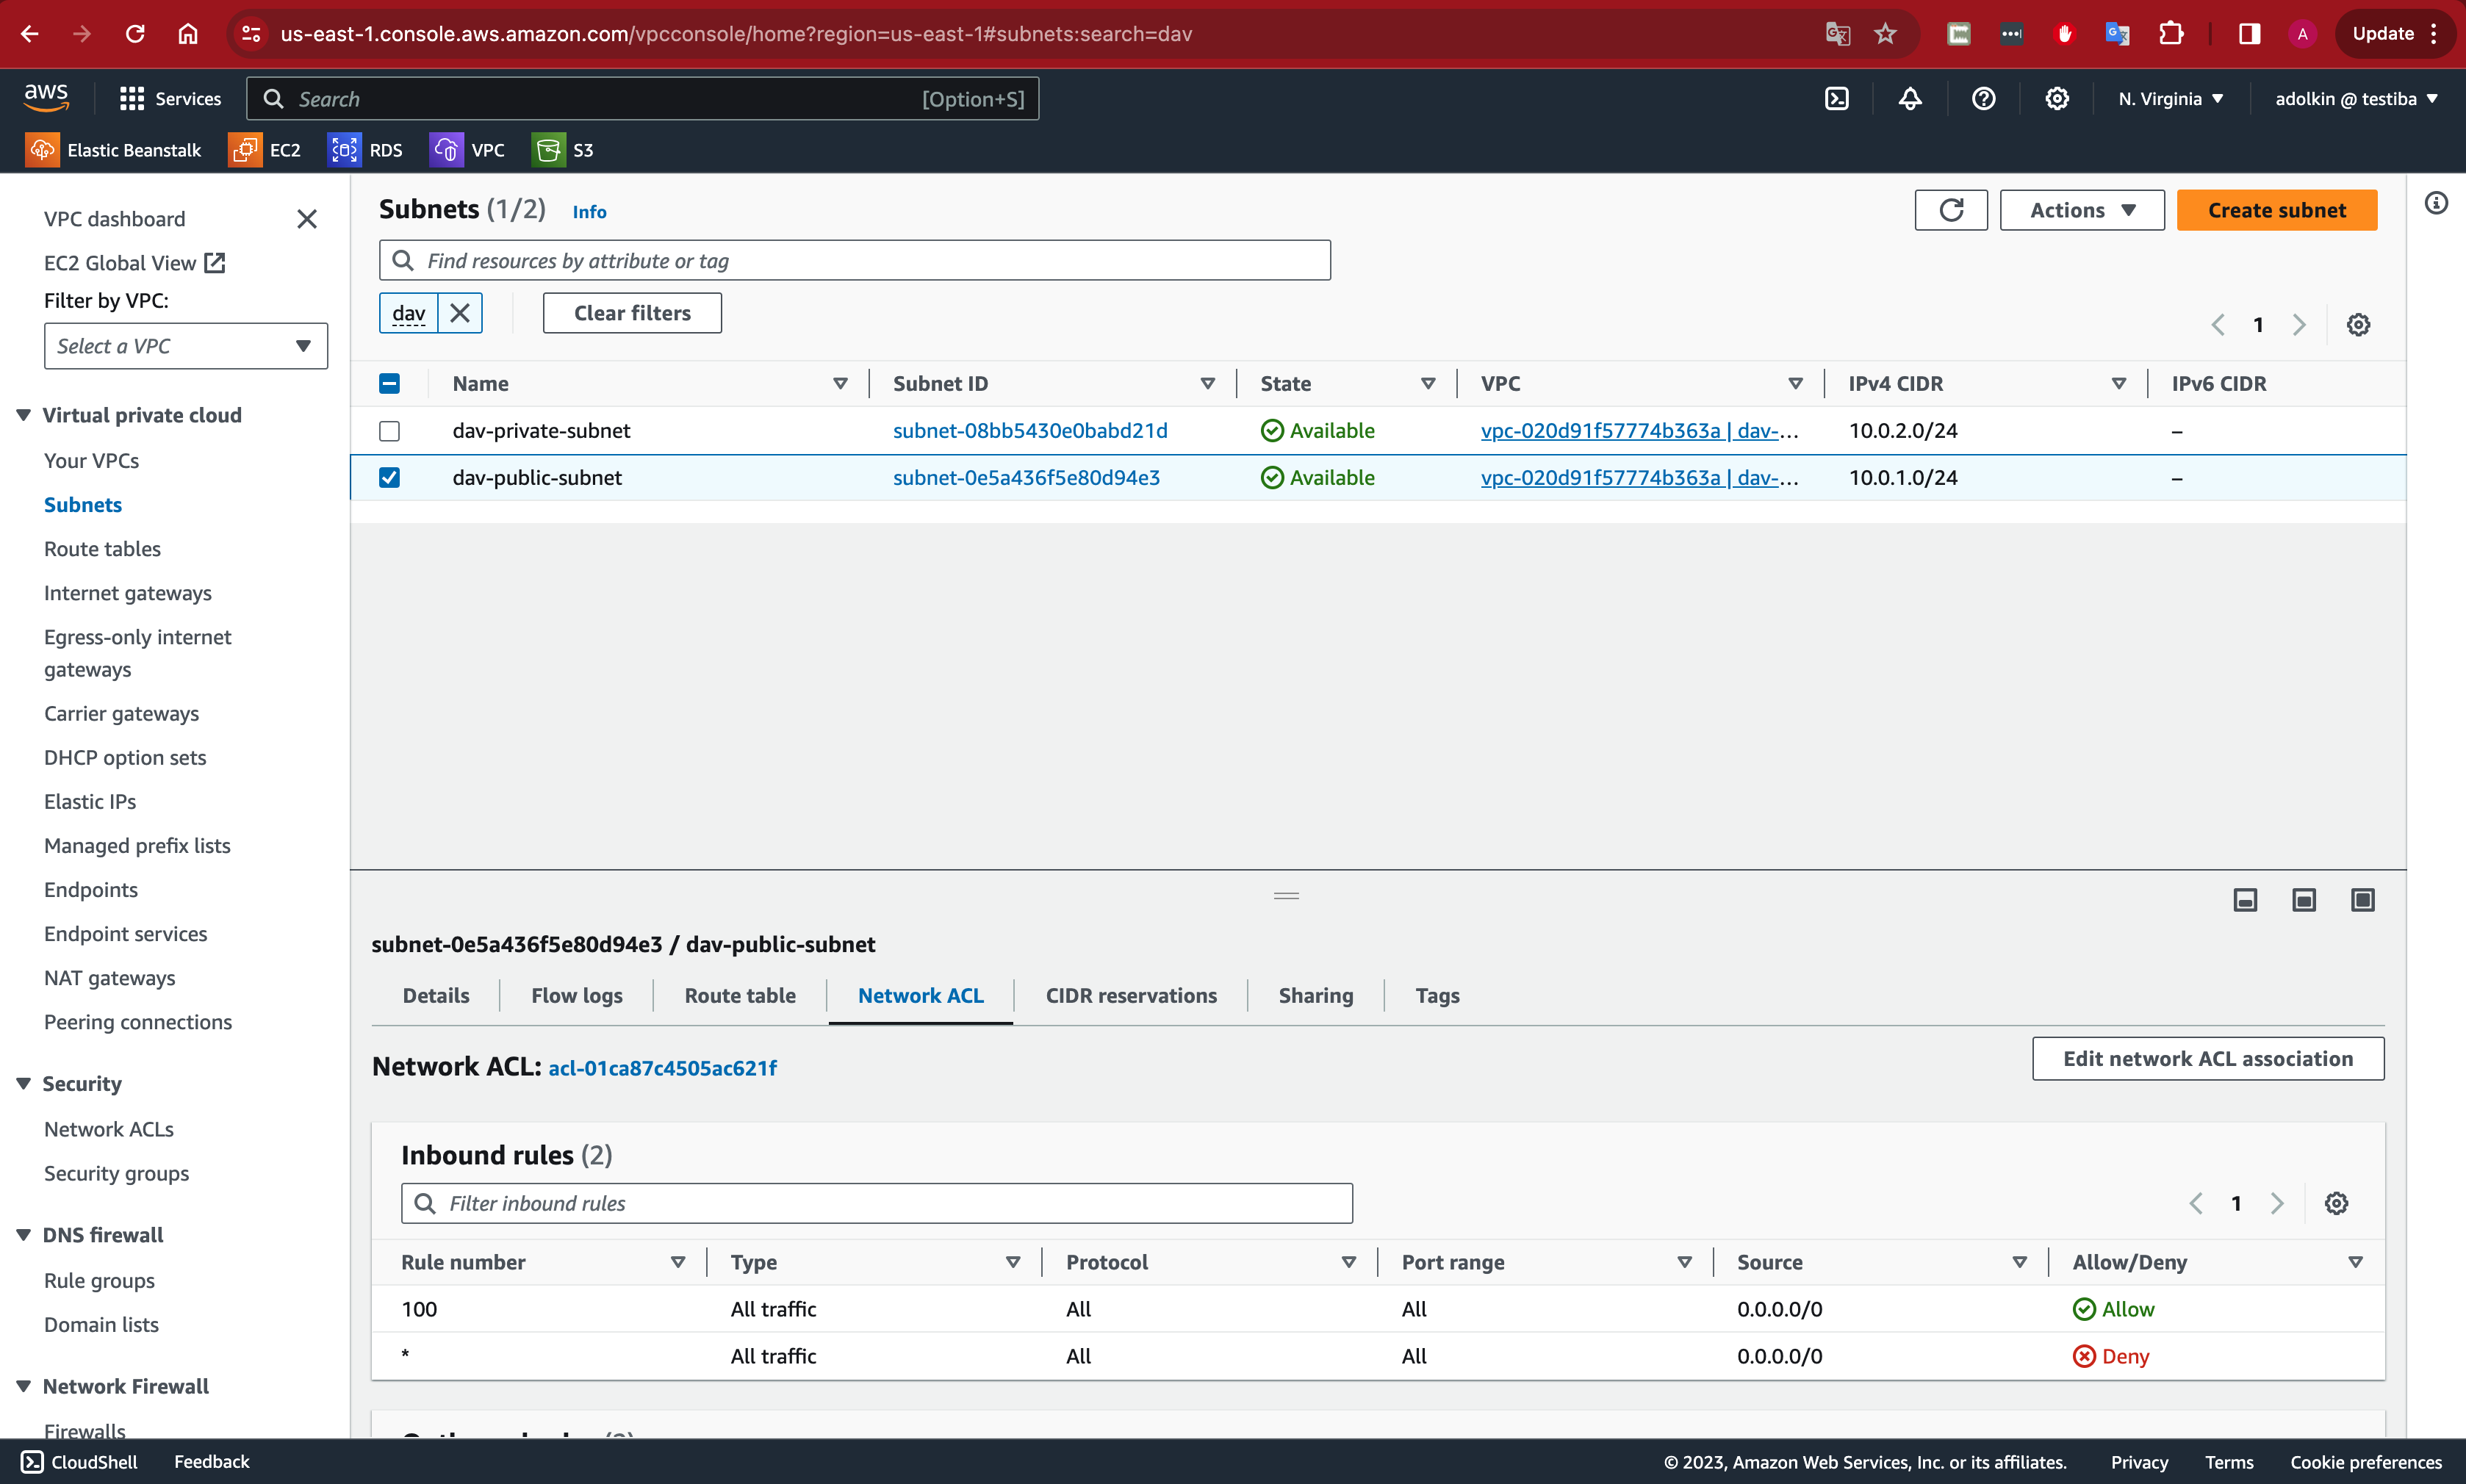 us-east-1.console.aws.amazon.com/vpcconsole/home?region=us-east-1#subnets:search=dav
A
Update
aws
Services
Search
[Option+S]
N. Virginia
adolkin @ testiba
Elastic Beanstalk
EC2
RDS
VPC
S3
VPC dashboard
EC2 Global View
Filter by VPC:
Select a VPC
Virtual private cloud
Your VPCs
Subnets
Route tables
Internet gateways
Egress-only internet
gateways
Carrier gateways
DHCP option sets
Elastic IPs
Managed prefix lists
Endpoints
Endpoint services
NAT gateways
Peering connections
Security
Network ACLs
Security groups
DNS firewall
Rule groups
Domain lists
Network Firewall
Firewalls
Subnets (1/2) Info
Actions
Create subnet
Find resources by attribute or tag
dav
Clear filters
1
Name Subnet ID State VPC IPv4 CIDR IPv6 CIDR
dav-private-subnet subnet-08bb5430e0babd21d Available vpc-020d91f57774b363a | dav-... 10.0.2.0/24 –
dav-public-subnet subnet-0e5a436f5e80d94e3 Available vpc-020d91f57774b363a | dav-... 10.0.1.0/24 –
subnet-0e5a436f5e80d94e3 / dav-public-subnet
Details Flow logs Route table Network ACL CIDR reservations Sharing Tags
Network ACL: acl-01ca87c4505ac621f
Edit network ACL association
Inbound rules (2)
Filter inbound rules
1
Rule number Type Protocol Port range Source Allow/Deny
100 All traffic All All 0.0.0.0/0 Allow
* All traffic All All 0.0.0.0/0 Deny
CloudShell
Feedback
© 2023, Amazon Web Services, Inc. or its affiliates.
Privacy
Terms
Cookie preferences